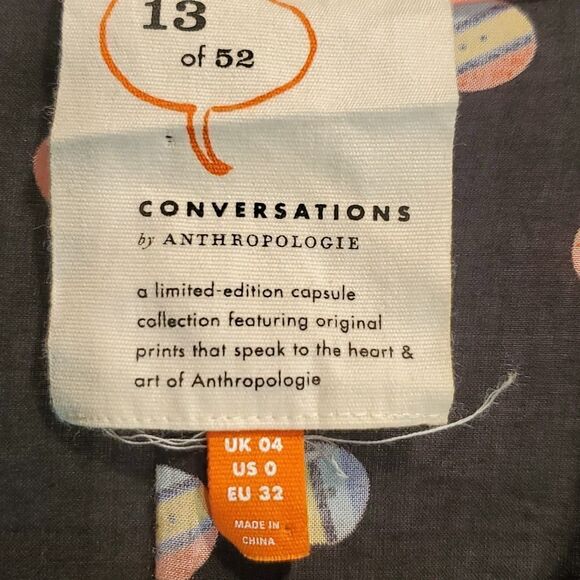 13
of 52
CONVERSATIONS
by ANTHROPOLOGIE
a limited-edition capsule
collection featuring original
prints that speak to the heart &
art of Anthropologie
UK 04
US 0
EU 32
MADE IN
CHINA